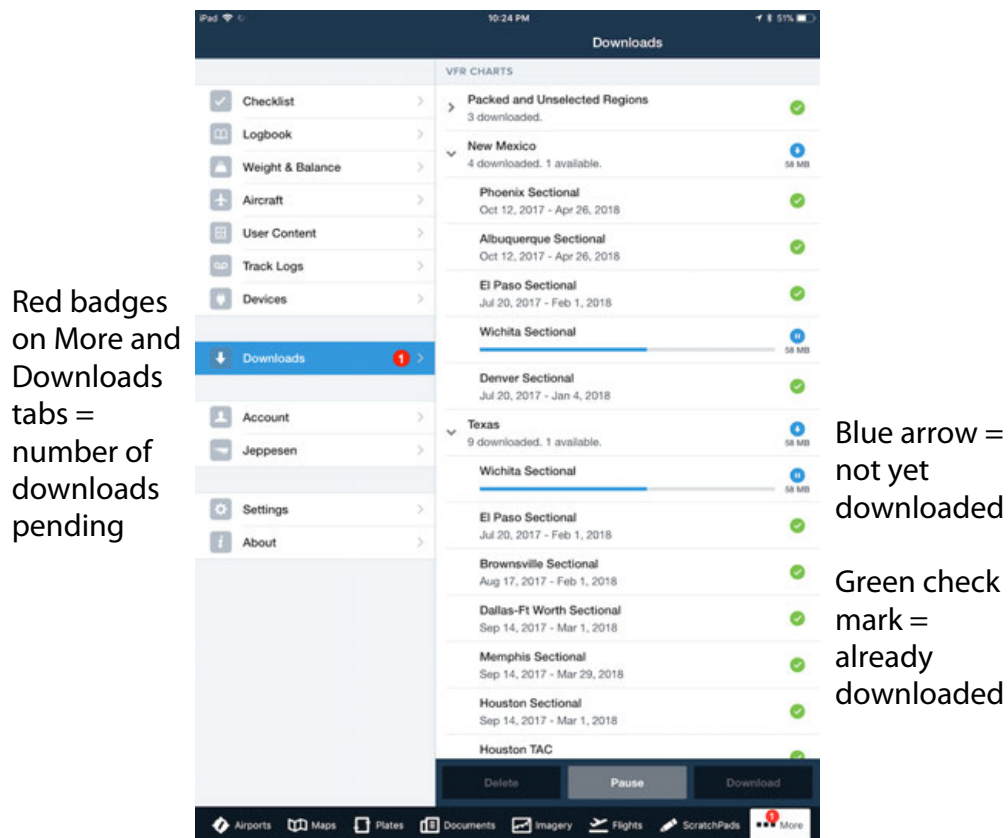 iPad
10:24 PM
51%
Downloads
VFR CHARTS
Checklist
Logbook
Weight & Balance
Aircraft
User Content
Track Logs
Devices
Downloads 1
Account
Jeppesen
Settings
About
Packed and Unselected Regions
3 downloaded.
New Mexico
4 downloaded. 1 available.
58 MB
Phoenix Sectional
Oct 12, 2017 - Apr 26, 2018
Albuquerque Sectional
Oct 12, 2017 - Apr 26, 2018
El Paso Sectional
Jul 20, 2017 - Feb 1, 2018
Wichita Sectional
58 MB
Denver Sectional
Jul 20, 2017 - Jan 4, 2018
Texas
9 downloaded. 1 available.
58 MB
Wichita Sectional
58 MB
El Paso Sectional
Jul 20, 2017 - Feb 1, 2018
Brownsville Sectional
Aug 17, 2017 - Feb 1, 2018
Dallas-Ft Worth Sectional
Sep 14, 2017 - Mar 1, 2018
Memphis Sectional
Sep 14, 2017 - Mar 29, 2018
Houston Sectional
Sep 14, 2017 - Mar 1, 2018
Houston TAC
Delete Pause Download
Airports Maps Plates Documents Imagery Flights ScratchPads 1 More
Red badges
on More and
Downloads
tabs =
number of
downloads
pending
Blue arrow =
not yet
downloaded
Green check
mark =
already
downloaded